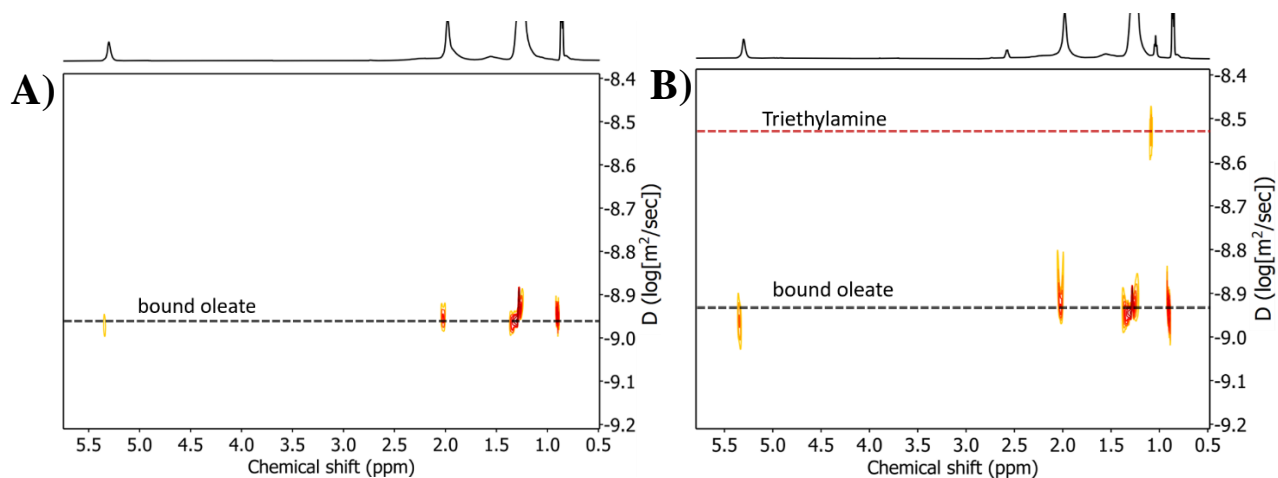 A)
bound oleate
-8.4
-8.5
-8.6
-8.7
-8.8
-8.9
-9.0
-9.1
-9.2
D (log[m²/sec])
5.5 5.0 4.5 4.0 3.5 3.0 2.5 2.0 1.5 1.0 0.5
Chemical shift (ppm)
B)
Triethylamine
bound oleate
-8.4
-8.5
-8.6
-8.7
-8.8
-8.9
-9.0
-9.1
-9.2
D (log[m²/sec])
5.5 5.0 4.5 4.0 3.5 3.0 2.5 2.0 1.5 1.0 0.5
Chemical shift (ppm)